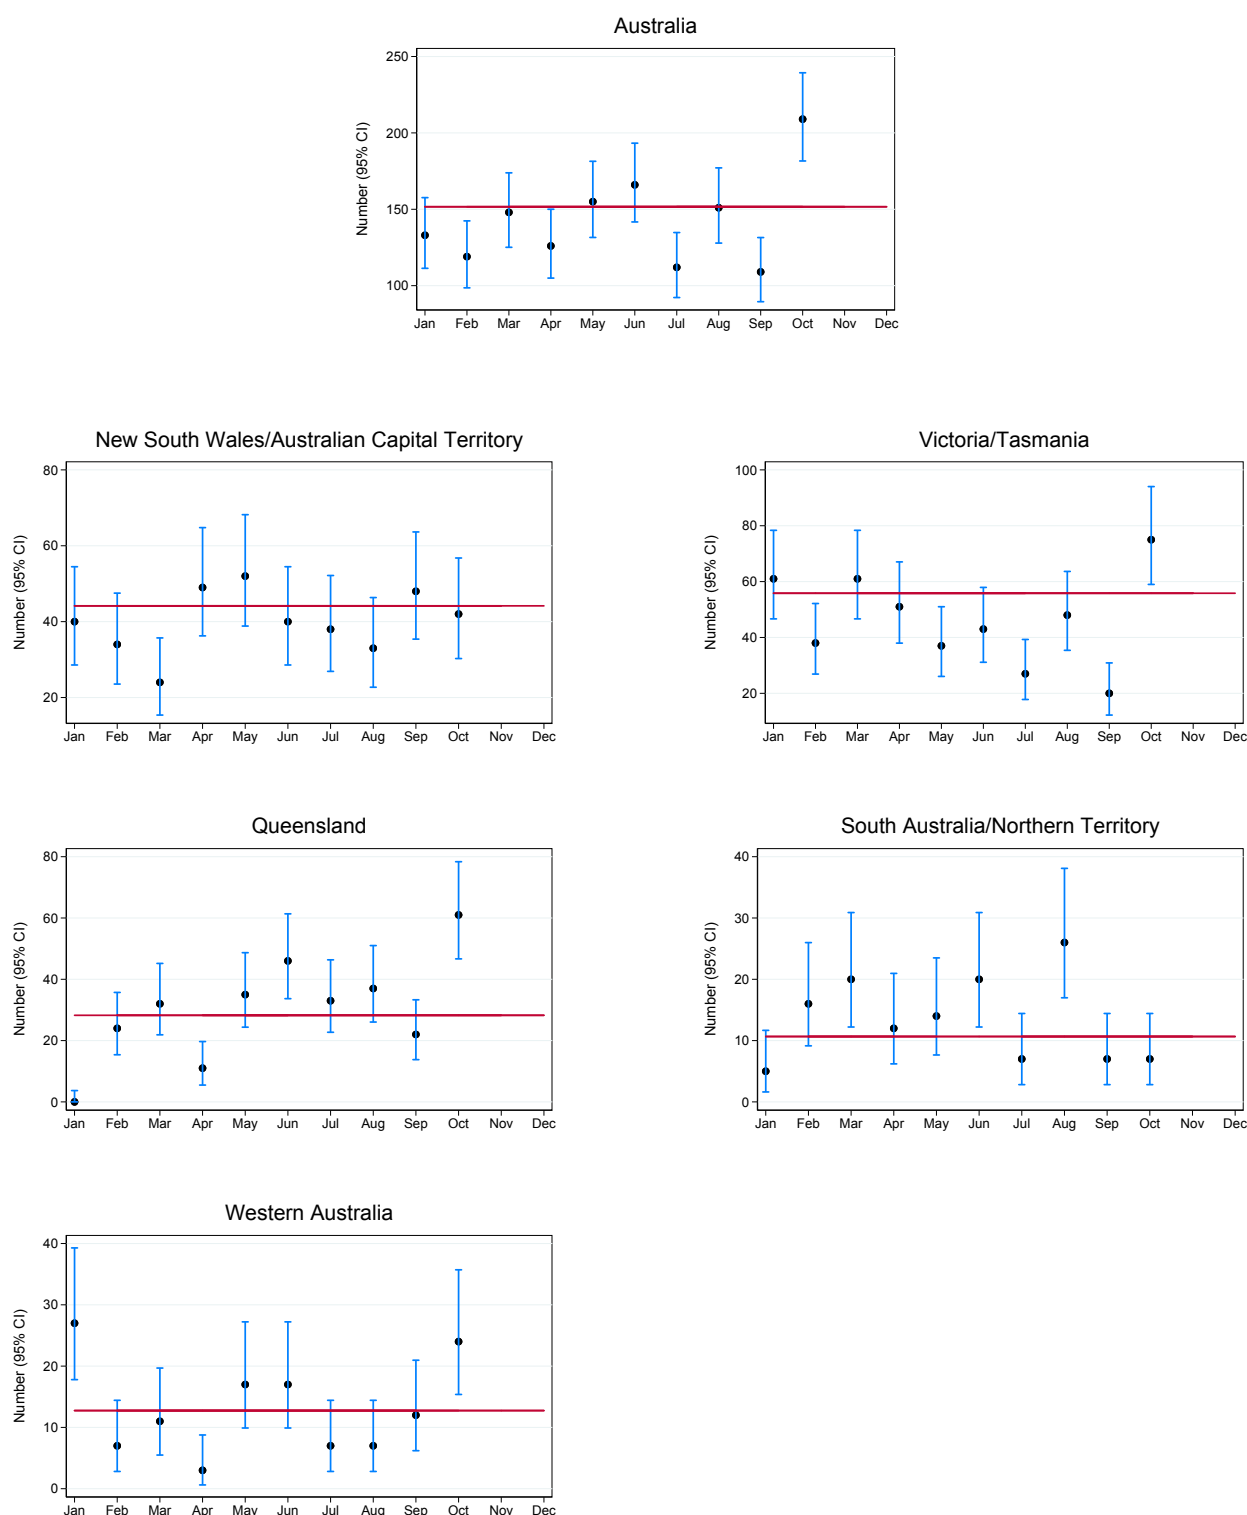 Australia
Number (95% CI)
250
200
150
100
Jan Feb Mar Apr May Jun Jul Aug Sep Oct Nov Dec
New South Wales/Australian Capital Territory
Number (95% CI)
80
60
40
20
Jan Feb Mar Apr May Jun Jul Aug Sep Oct Nov Dec
Victoria/Tasmania
Number (95% CI)
100
80
60
40
20
Jan Feb Mar Apr May Jun Jul Aug Sep Oct Nov Dec
Queensland
Number (95% CI)
80
60
40
20
0
Jan Feb Mar Apr May Jun Jul Aug Sep Oct Nov Dec
South Australia/Northern Territory
Number (95% CI)
40
30
20
10
0
Jan Feb Mar Apr May Jun Jul Aug Sep Oct Nov Dec
Western Australia
Number (95% CI)
40
30
20
10
0
Jan Feb Mar Apr May Jun Jul Aug Sep Oct Nov Dec